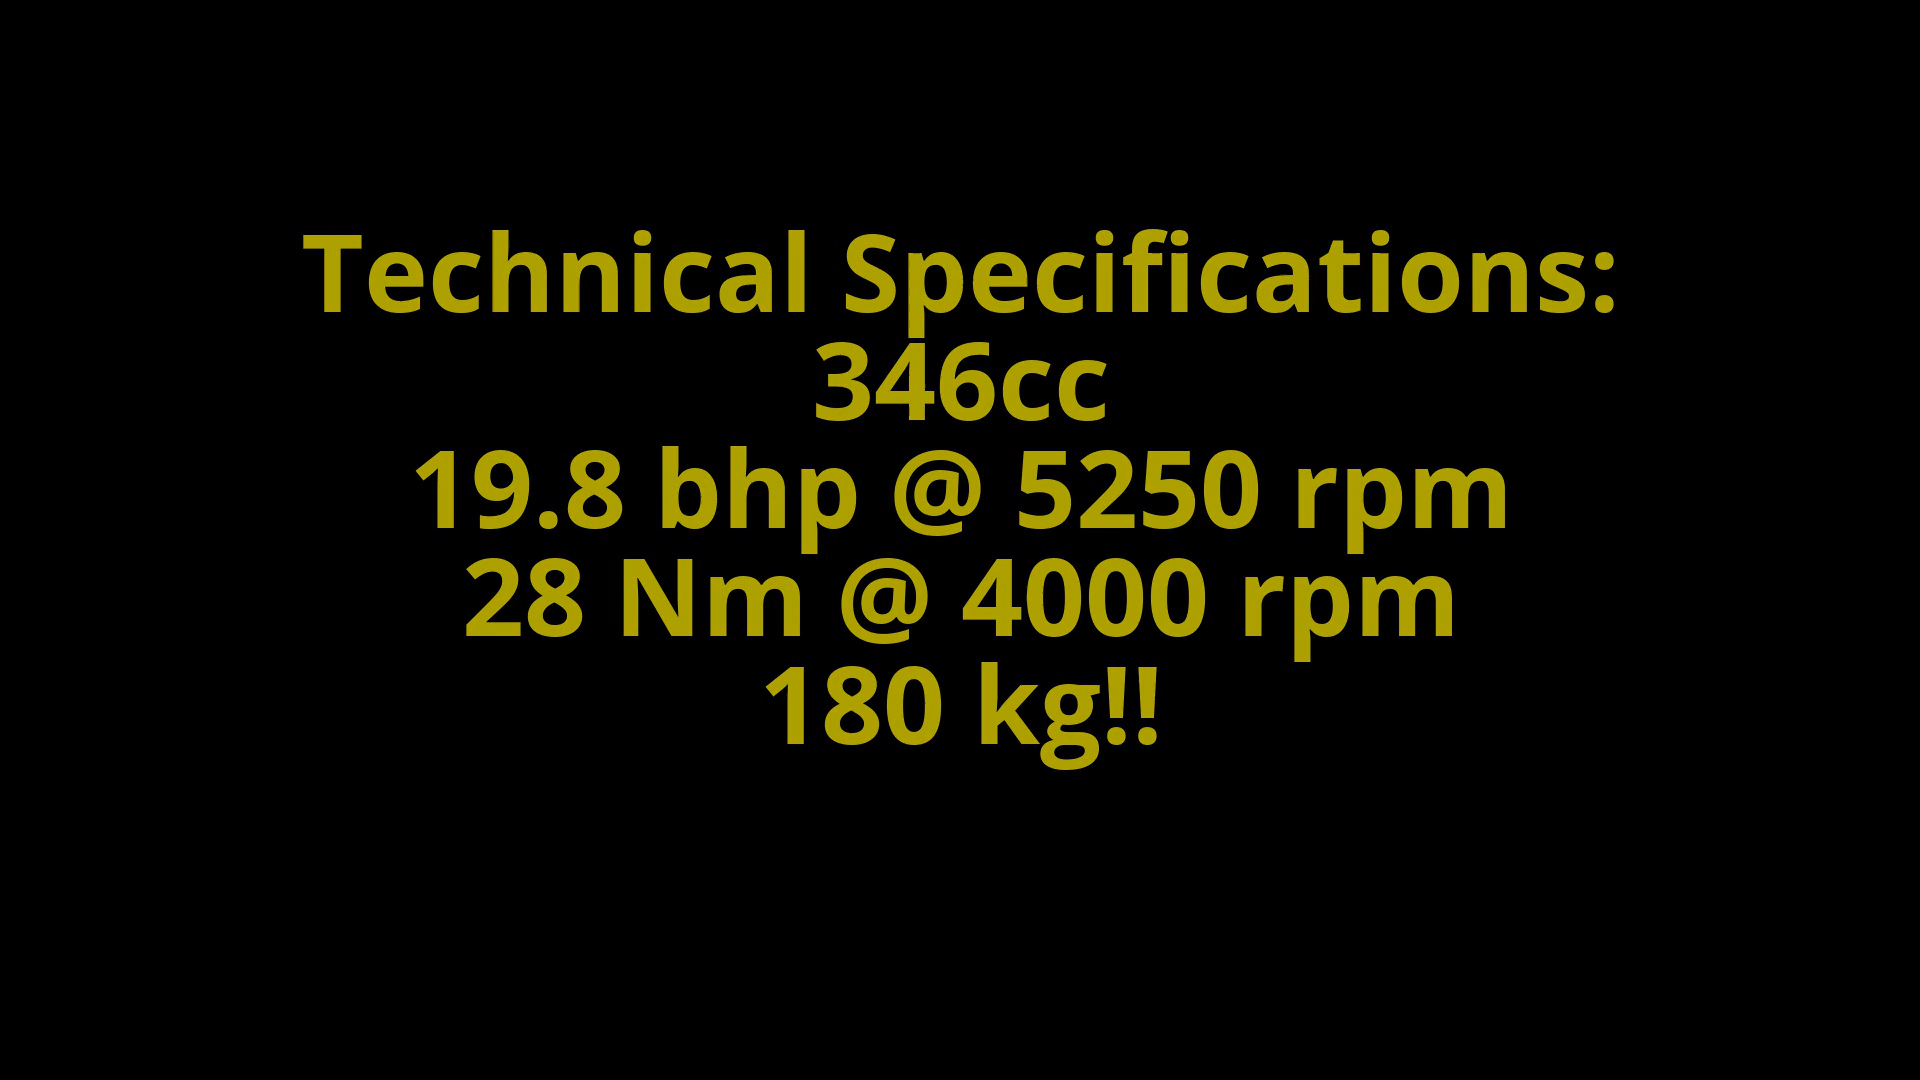 Technical Specifications:
346cc
19.8 bhp @ 5250 rpm
28 Nm @ 4000 rpm
180 kg!!